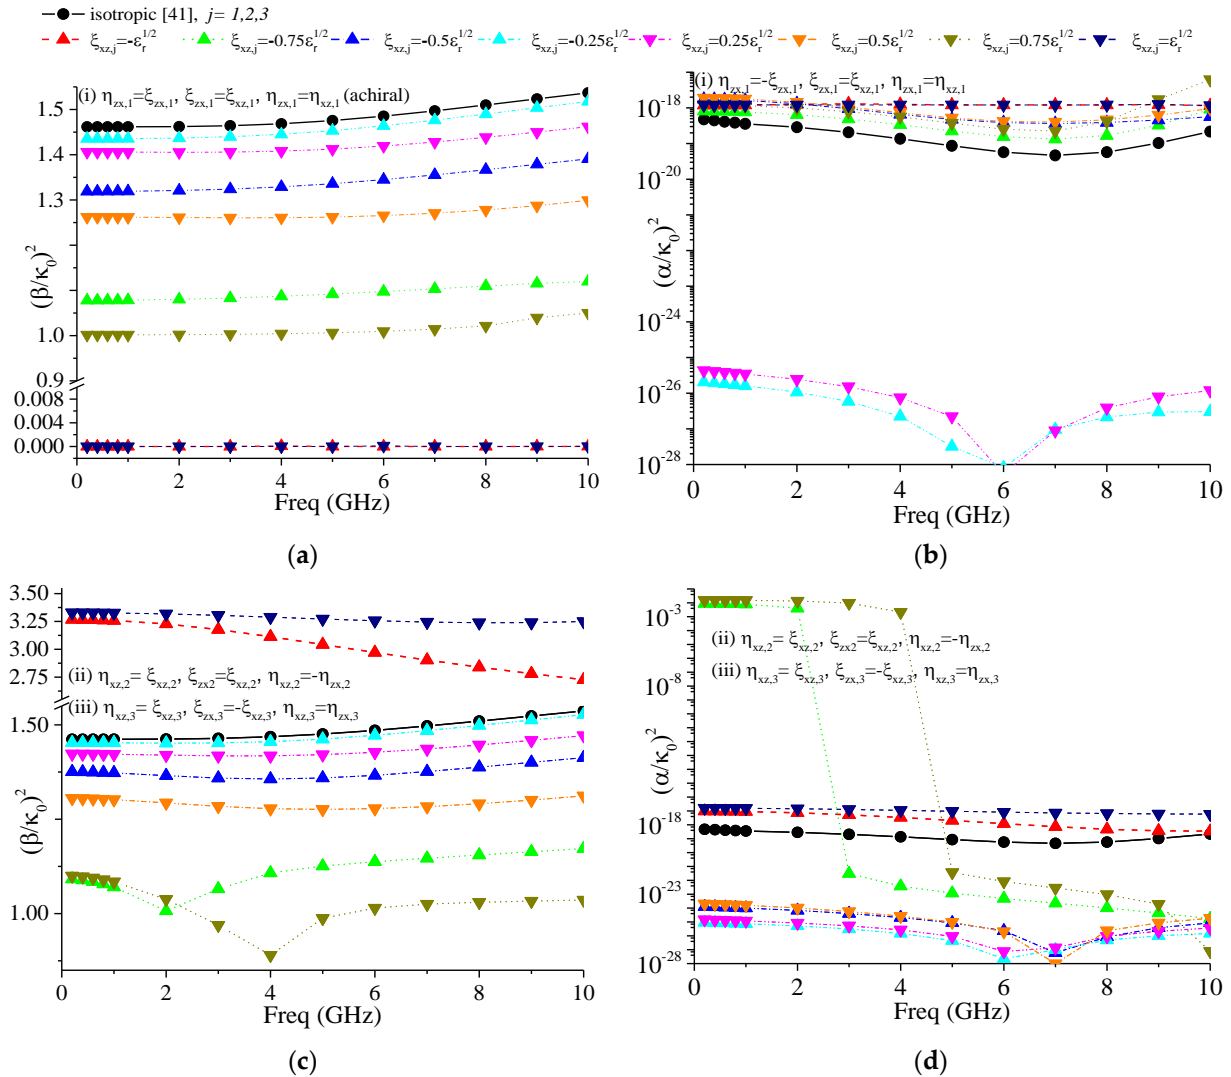 isotropic [41], j= 1,2,3
ξxz,j=-εr1/2 ξxz,j=-0.75εr1/2 ξxz,j=-0.5εr1/2 ξxz,j=-0.25εr1/2 ξxz,j=0.25εr1/2 ξxz,j=0.5εr1/2 ξxz,j=0.75εr1/2 ξxz,j=εr1/2
(i) ηzx,1=ξzx,1, ξzx,1=ξxz,1, ηzx,1=ηxz,1 (achiral)
1.5
1.4
1.3
1.0
0.9
0.008
0.004
0.000
(β/κ0)2
0 2 4 6 8 10
Freq (GHz)
(a)
(i) ηzx,1=-ξzx,1, ξzx,1=ξxz,1, ηzx,1=ηxz,1
10-18
10-20
10-24
10-26
10-28
(α/κ0)2
0 2 4 6 8 10
Freq (GHz)
(b)
3.50
3.25
3.00
2.75
(ii) ηxz,2= ξxz,2, ξzx2=ξxz,2, ηxz,2=-ηzx,2
(iii) ηxz,3= ξxz,3, ξzx,3=-ξxz,3, ηxz,3=ηzx,3
1.50
1.00
(β/κ0)2
0 2 4 6 8 10
Freq (GHz)
(c)
10-3
(ii) ηxz,2= ξxz,2, ξzx2=ξxz,2, ηxz,2=-ηzx,2
(iii) ηxz,3= ξxz,3, ξzx,3=-ξxz,3, ηxz,3=ηzx,3
10-8
10-18
10-23
10-28
(α/κ0)2
0 2 4 6 8 10
Freq (GHz)
(d)